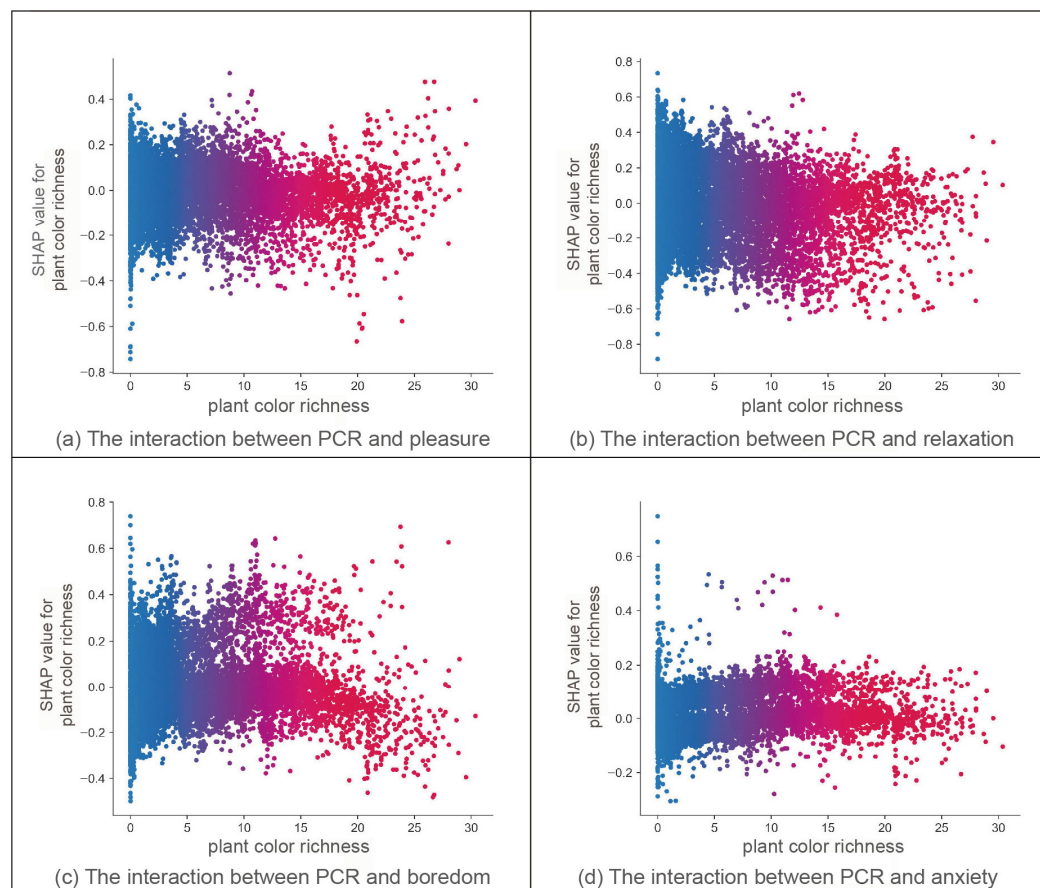 0.4
0.2
0.0
−0.2
−0.4
−0.6
−0.8
SHAP value for
plant color richness
0 5 10 15 20 25 30
plant color richness
(a) The interaction between PCR and pleasure
0.8
0.6
0.4
0.2
0.0
−0.2
−0.4
−0.6
−0.8
SHAP value for
plant color richness
0 5 10 15 20 25 30
plant color richness
(b) The interaction between PCR and relaxation
0.8
0.6
0.4
0.2
0.0
−0.2
−0.4
SHAP value for
plant color richness
0 5 10 15 20 25 30
plant color richness
(c) The interaction between PCR and boredom
0.8
0.6
0.4
0.2
0.0
−0.2
SHAP value for
plant color richness
0 5 10 15 20 25 30
plant color richness
(d) The interaction between PCR and anxiety